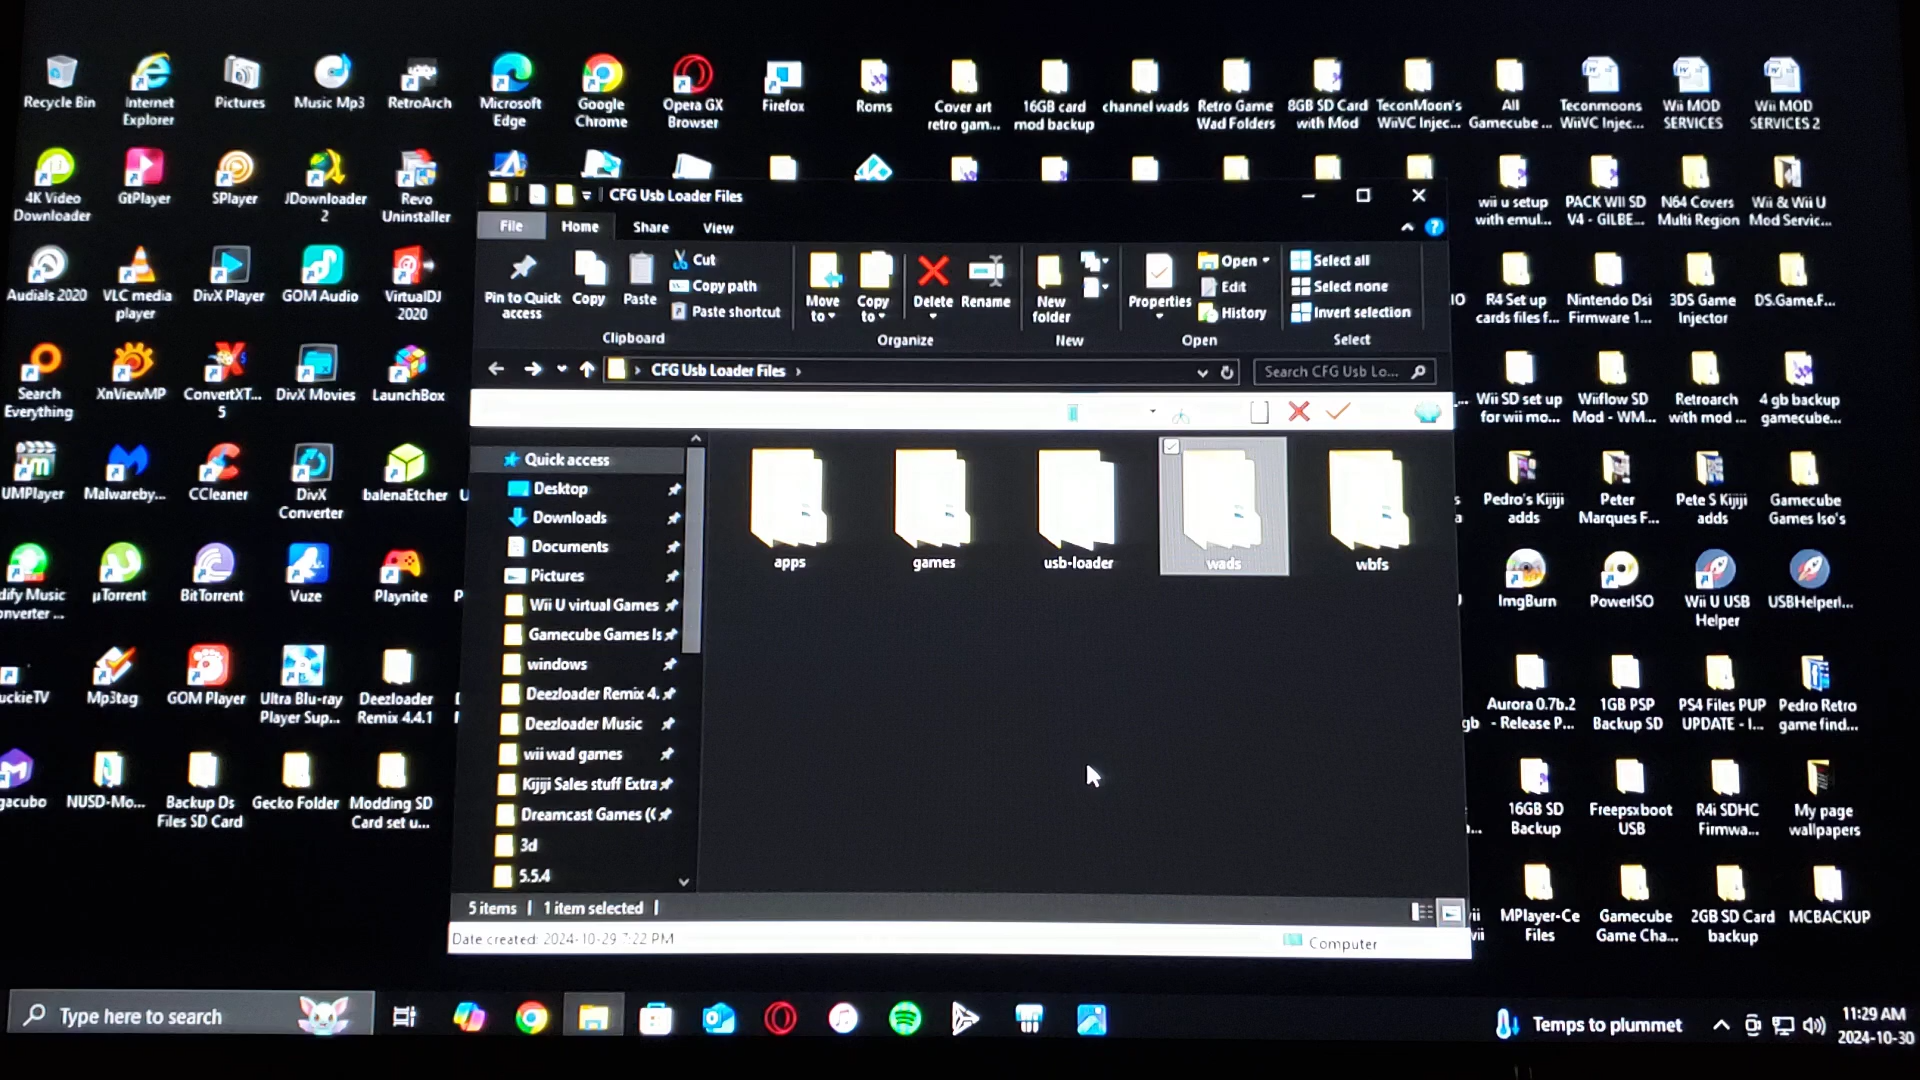 Recycle Bin
Internet
Explorer
Pictures
Music Mp3
RetroArch
Microsoft
Edge
Google
Chrome
Opera GX
Browser
Firefox
Roms
Cover art
retro gam...
16GB card
mod backup
channel wads
Retro Game
Wad Folders
8GB SD Card
with Mod
TeconMoon's
WiiVC Injec...
All
Gamecube ...
Teconmoons
WiiVC Injec...
Wii MOD
SERVICES
Wii MOD
SERVICES 2
4K Video
Downloader
GtPlayer
SPlayer
JDownloader
2
Revo
Uninstaller
wii u setup
with emul...
PACK WII SD
V4 - GILBE...
N64 Covers
Multi Region
Wii & Wii U
Mod Servic...
Audials 2020
VLC media
player
DivX Player
GOM Audio
VirtualDJ
2020
R4 Set up
cards files f...
Nintendo Dsi
Firmware 1...
3DS Game
Injector
DS.Game.F...
Search
Everything
XnViewMP
ConvertXT...
5
DivX Movies
LaunchBox
Wii SD set up
for wii mo...
Wiiflow SD
Mod - WM...
Retroarch
with mod ...
4 gb backup
gamecube...
UMPlayer
Malwareby...
CCleaner
DivX
Converter
balenaEtcher
Pedro's Kijiji
adds
Peter
Marques F...
Pete S Kijiji
adds
Gamecube
Games Iso's
dify Music
onverter ...
µTorrent
BitTorrent
Vuze
Playnite
ImgBurn
PowerISO
Wii U USB
Helper
USBHelperI...
uckieTV
Mp3tag
GOM Player
Ultra Blu-ray
Player Sup...
Deezloader
Remix 4.4.1
Aurora 0.7b.2
- Release P...
1GB PSP
Backup SD
PS4 Files PUP
UPDATE - I...
Pedro Retro
game find...
gacubo
NUSD-Mo...
Backup Ds
Files SD Card
Gecko Folder
Modding SD
Card set u...
16GB SD
Backup
Freepsxboot
USB
R4i SDHC
Firmwa...
My page
wallpapers
MPlayer-Ce
Files
Gamecube
Game Cha...
2GB SD Card
backup
MCBACKUP
CFG Usb Loader Files
File
Home
Share
View
Pin to Quick
access
Copy
Paste
Cut
Copy path
Paste shortcut
Clipboard
Move
to
Copy
to
Delete
Rename
Organize
New
folder
New
Properties
Open
Edit
History
Open
Select all
Select none
Invert selection
Select
CFG Usb Loader Files
Search CFG Usb Lo...
Quick access
Desktop
Downloads
Documents
Pictures
Wii U virtual Games
Gamecube Games Is
windows
Deezloader Remix 4.
Deezloader Music
wii wad games
Kijiji Sales stuff Extra
Dreamcast Games ((
3d
5.5.4
apps
games
usb-loader
wads
wbfs
5 items
1 item selected
Date created: 2024-10-29 7:22 PM
Computer
Type here to search
Temps to plummet
11:29 AM
2024-10-30